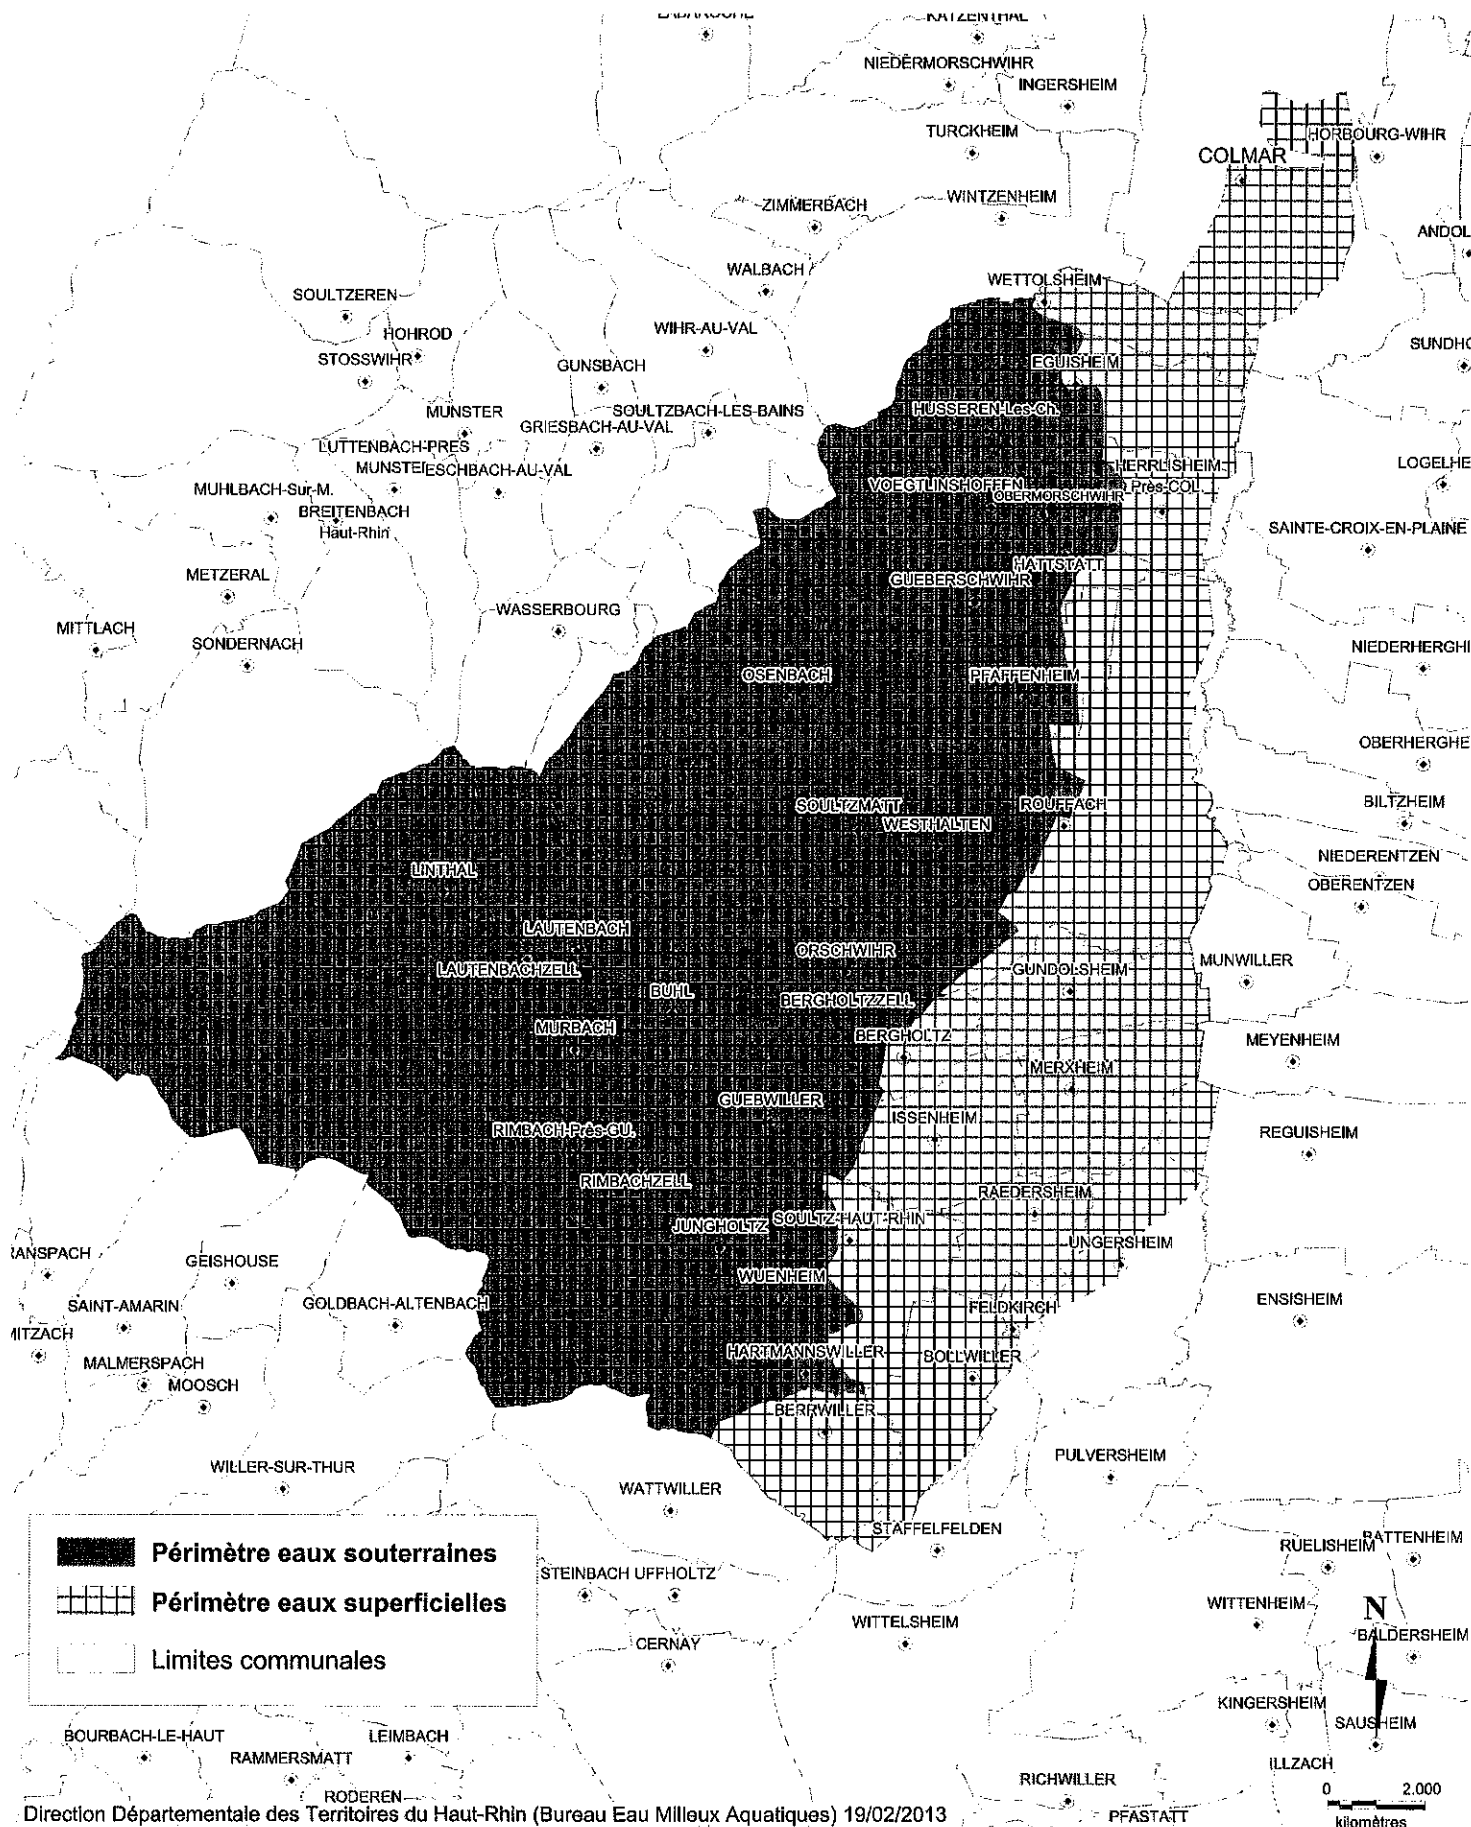 KATZENTHAL
NIEDERMORSCHWIHR
INGERSHEIM
TURCKHEIM
HORBOURG-WIHR
COLMAR
ZIMMERBACH
WINTZENHEIM
ANDOL
WALBACH
WETTOLSHEIM
SOULTZEREN
HOHROD
WIHR-AU-VAL
STOSSWIHR
GUNSBACH
EGUISHEIM
SUNDHO
MUNSTER
SOULTZBACH-LES-BAINS
HUSSEREN-Les-Ch.
GRIESBACH-AU-VAL
LUTTENBACH-PRES
MUNSTE
ESCHBACH-AU-VAL
HERRLISHEIM
Près-COL.
LOGELHE
VOEGTLINSHOFFEN
OBERMORSCHWIHR
MUHLBACH-Sur-M.
BREITENBACH
Haut-Rhin
SAINTE-CROIX-EN-PLAINE
HATTSTATT
METZERAL
GUEBERSCHWIHR
WASSERBOURG
MITTLACH
SONDERNACH
NIEDERHERGHE
OSENBACH
PFAFFENHEIM
OBERHERGHE
SOULTZMATT
ROUFFACH
BILTZHEIM
WESTHALTEN
NIEDERENTZEN
LINTHAL
OBERENTZEN
LAUTENBACH
ORSCHWIHR
MUNWILLER
LAUTENBACHZELL
GUNDOLSHEIM
BUHL
BERGHOLTZZELL
MURBACH
BERGHOLTZ
MEYENHEIM
MERXHEIM
GUEBWILLER
ISSENHEIM
RIMBACH-Près-GU.
REGUISHEIM
RIMBACHZELL
RAEDERSHEIM
JUNGHOLTZ
SOULTZ-HAUT-RHIN
UNGERSHEIM
RANSPACH
GEISHOUSE
WUENHEIM
SAINT-AMARIN
GOLDBACH-ALTENBACH
FELDKIRCH
ENSISHEIM
MITZACH
HARTMANNSWILLER
BOLLWILLER
MALMERSPACH
MOOSCH
BERRWILLER
WILLER-SUR-THUR
PULVERSHEIM
WATTWILLER
STAFFELFELDEN
RUELISHEIM
BATTENHEIM
STEINBACH
UFFHOLTZ
WITTELSHEIM
WITTENHEIM
N
CERNAY
BALDERSHEIM
Périmètre eaux souterraines
Périmètre eaux superficielles
Limites communales
KINGERSHEIM
SAUSHEIM
BOURBACH-LE-HAUT
LEIMBACH
RAMMERSMATT
ILLZACH
RODEREN
RICHWILLER
PFASTATT
0 2.000
kilomètres
Direction Départementale des Territoires du Haut-Rhin (Bureau Eau Milieux Aquatiques) 19/02/2013